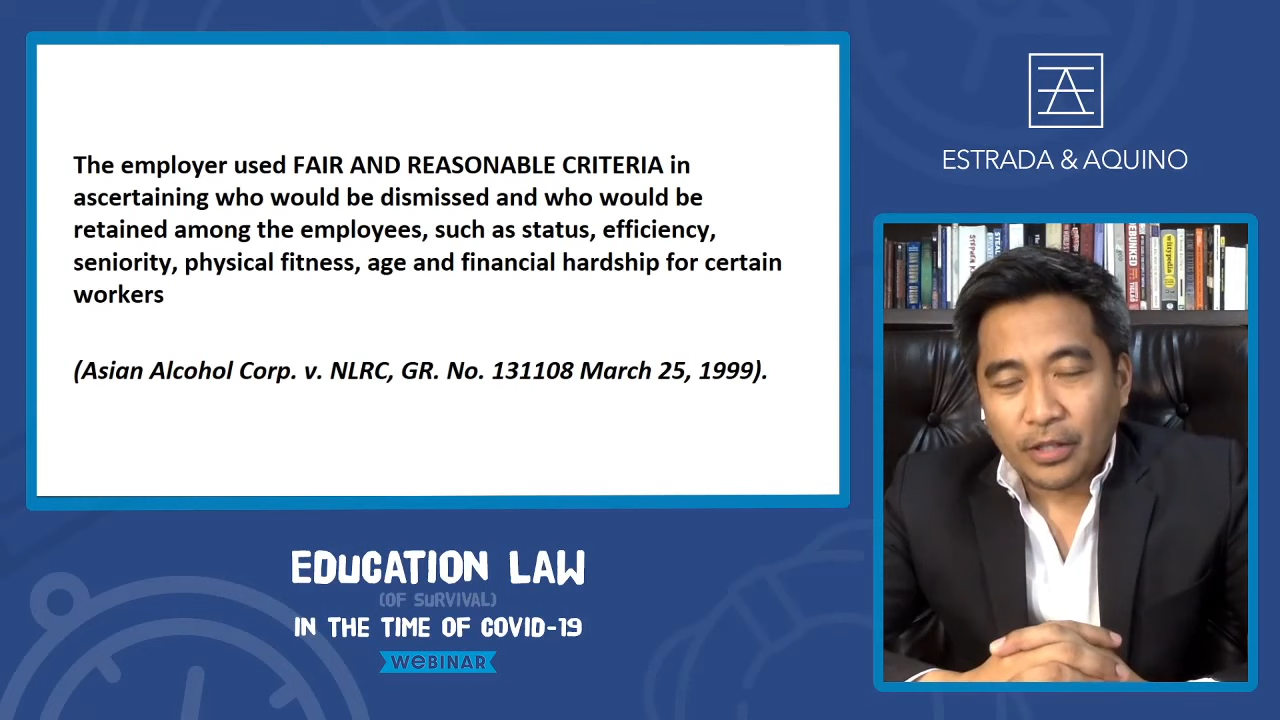 The employer used FAIR AND REASONABLE CRITERIA in
ascertaining who would be dismissed and who would be
retained among the employees, such as status, efficiency,
seniority, physical fitness, age and financial hardship for certain
workers
(Asian Alcohol Corp. v. NLRC, GR. No. 131108 March 25, 1999).
ESTRADA & AQUINO
EDUCATION LAW
(OF SURVIVAL)
IN THE TIME OF COVID-19
WEBINAR